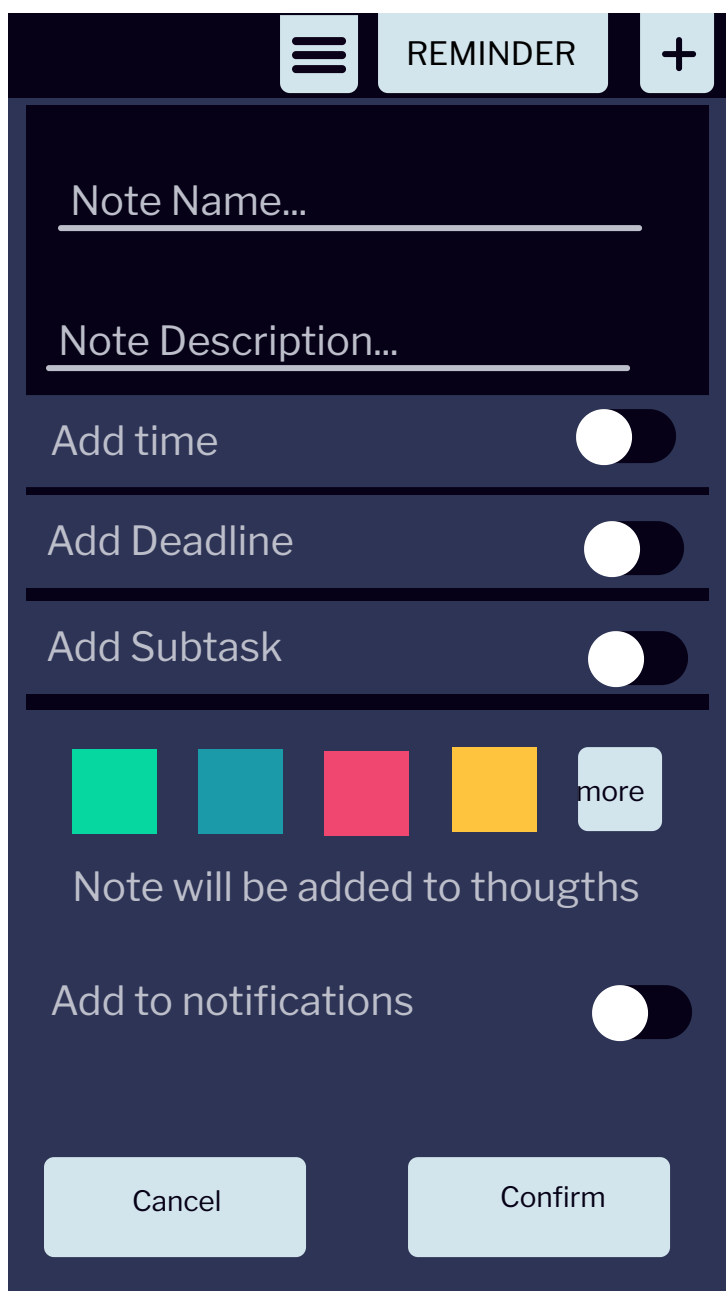 REMINDER
Note Name...
Note Description...
Add time
Add Deadline
Add Subtask
more
Note will be added to thougths
Add to notifications
Cancel
Confirm